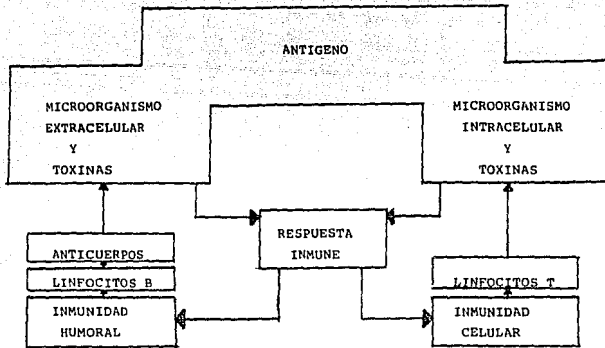 ANTIGENO
MICROORGANISMO
EXTRACELULAR
Y
TOXINAS
MICROORGANISMO
INTRACELULAR
Y
TOXINAS
RESPUESTA
INMUNE
ANTICUERPOS
LINFOCITOS B
INMUNIDAD
HUMORAL
LINFOCITOS T
INMUNIDAD
CELULAR